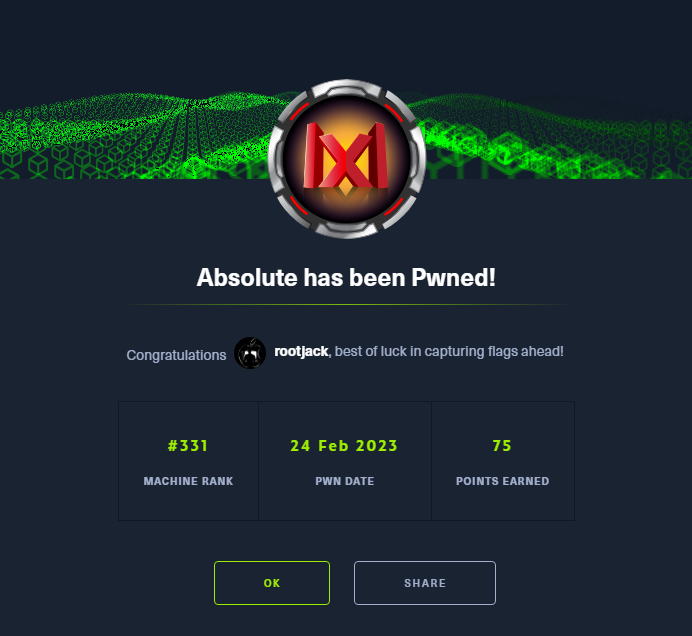 Absolute has been Pwned!
Congratulations rootjack, best of luck in capturing flags ahead!
#331 24 Feb 2023 75
MACHINE RANK PWN DATE POINTS EARNED
OK SHARE